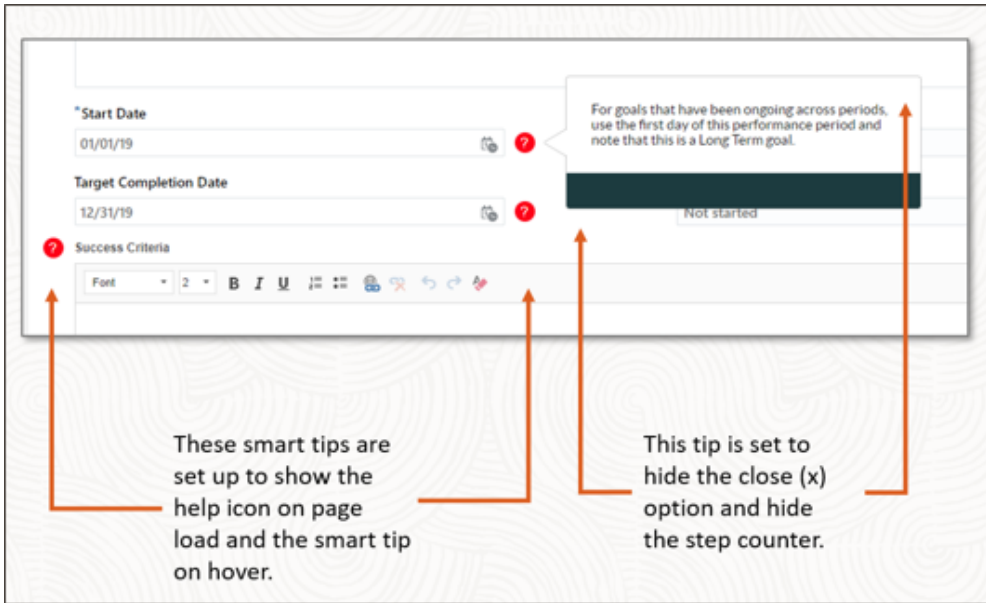 For goals that have been ongoing across periods,
use the first day of this performance period and
note that this is a Long Term goal.
*Start Date
01/01/19
?
Target Completion Date
12/31/19
?
Not started
? Success Criteria
Font 2 B I U
These smart tips are
set up to show the
help icon on page
load and the smart tip
on hover.
This tip is set to
hide the close (x)
option and hide
the step counter.